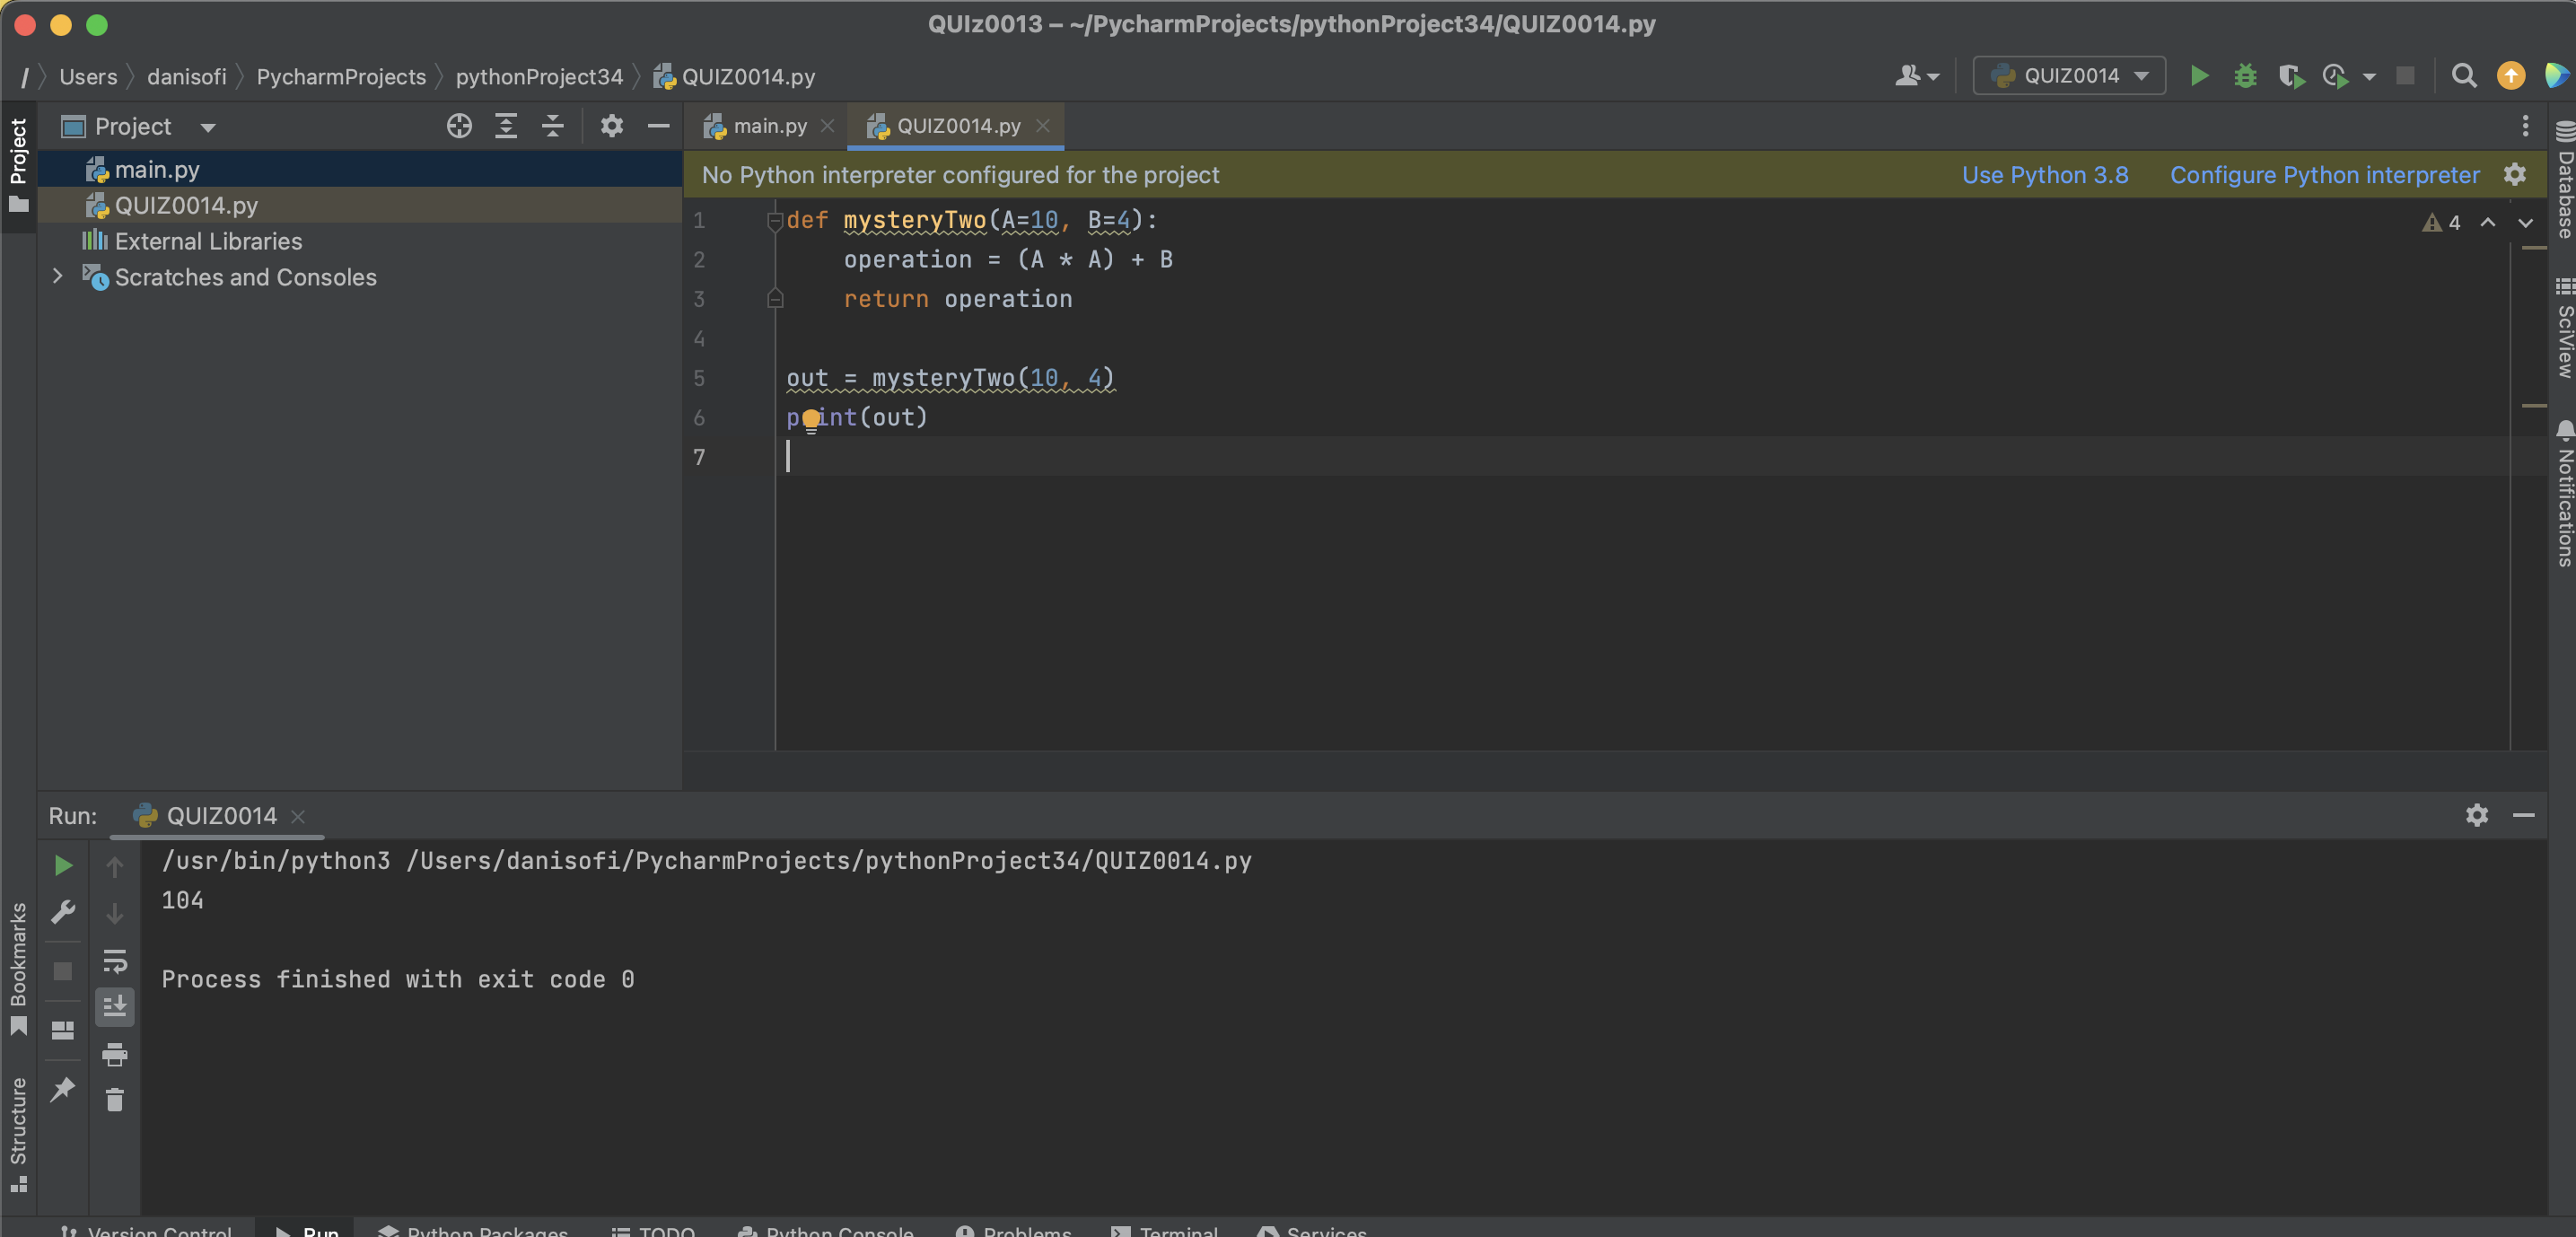 QUIz0013 – ~/PycharmProjects/pythonProject34/QUIZ0014.py
/ Users danisofi PycharmProjects pythonProject34 QUIZ0014.py
QUIZ0014
Project
Project
main.py
QUIZ0014.py
External Libraries
Scratches and Consoles
main.py
QUIZ0014.py
No Python interpreter configured for the project
Use Python 3.8
Configure Python interpreter
4
1 def mysteryTwo(A=10, B=4):
2 operation = (A * A) + B
3 return operation
4
5 out = mysteryTwo(10, 4)
6 print(out)
7
Database
SciView
Notifications
Run: QUIZ0014
/usr/bin/python3 /Users/danisofi/PycharmProjects/pythonProject34/QUIZ0014.py
104
Process finished with exit code 0
Bookmarks
Structure
Version Control
Run
Python Packages
TODO
Python Console
Problems
Terminal
Services